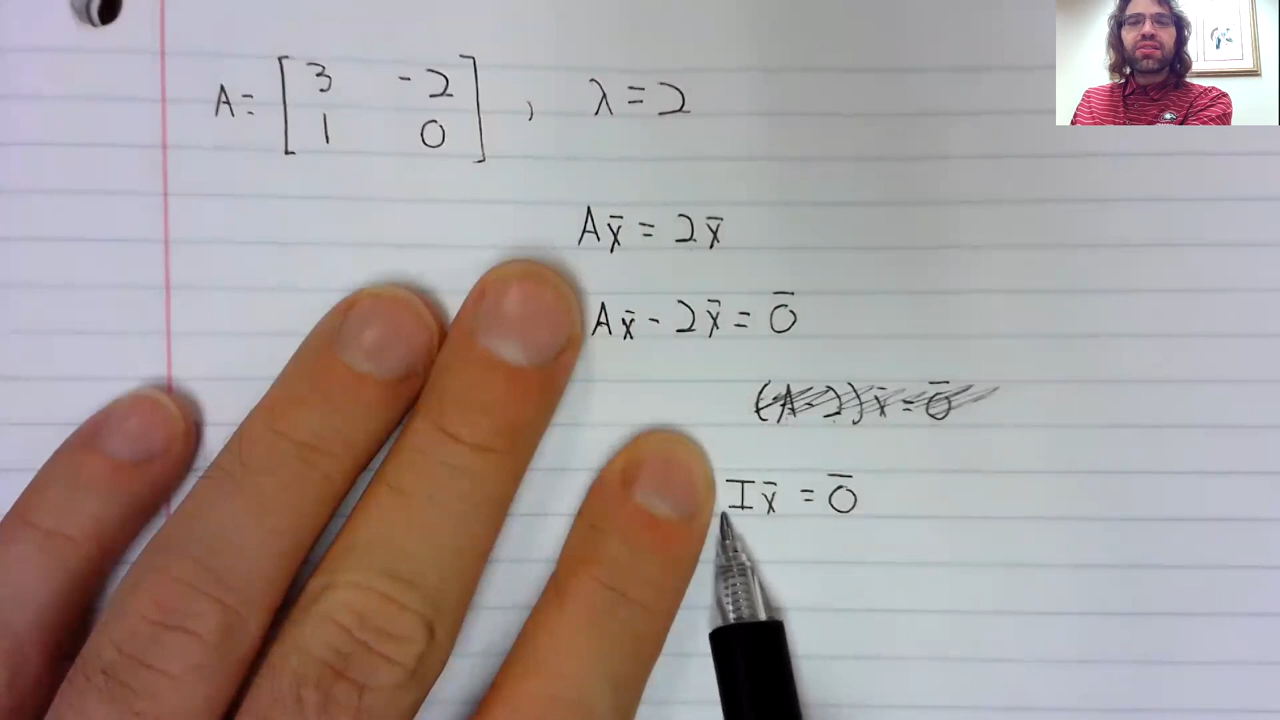 A = [ 3 -2 ; 1 0 ] , λ = 2
Ax̄ = 2x̄
Ax̄ - 2x̄ = 0̄
(A - 2)x̄ = 0̄
Ix̄ = 0̄